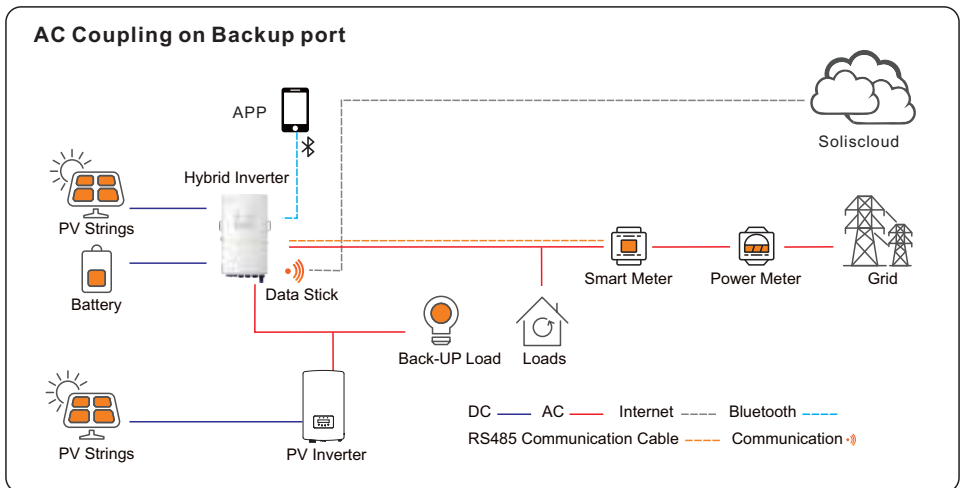 AC Coupling on Backup port
APP
Soliscloud
Hybrid Inverter
PV Strings
Smart Meter
Power Meter
Grid
Data Stick
Battery
Back-UP Load
Loads
DC AC Internet Bluetooth
RS485 Communication Cable Communication
PV Strings
PV Inverter